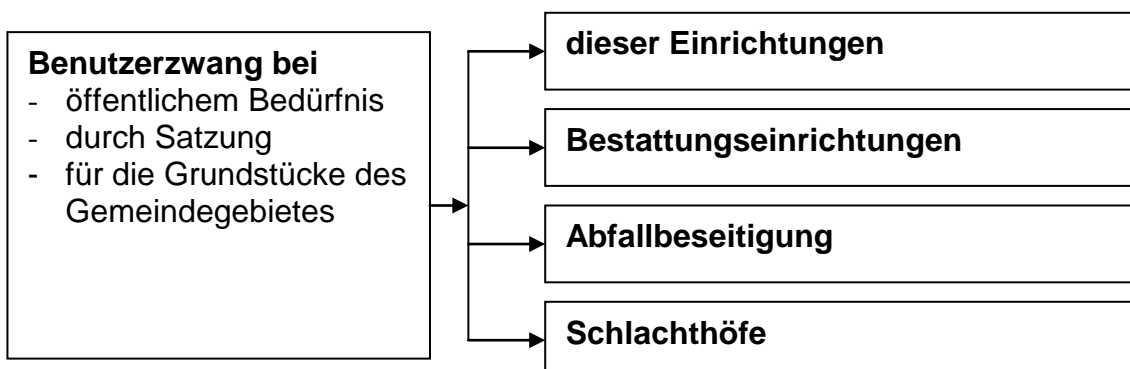 Benutzerzwang bei
- öffentlichem Bedürfnis
- durch Satzung
- für die Grundstücke des
Gemeindegebietes
dieser Einrichtungen
Bestattungseinrichtungen
Abfallbeseitigung
Schlachthöfe